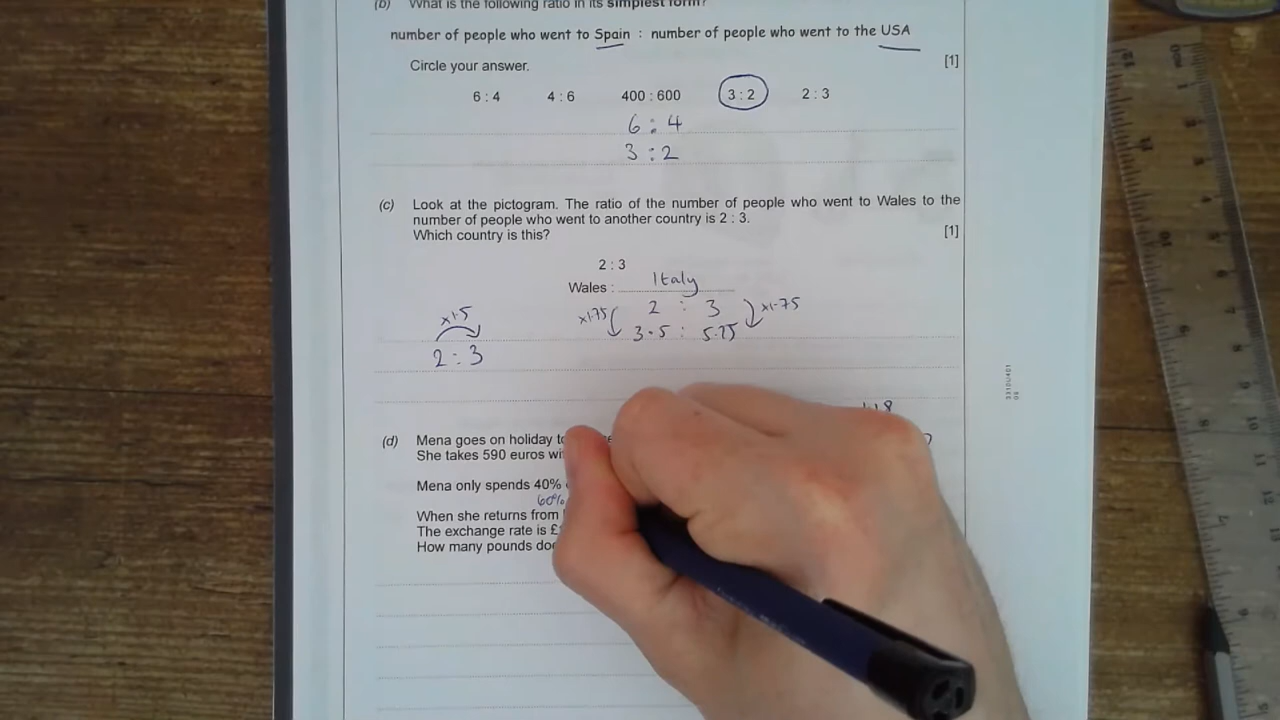 (b) What is the following ratio in its simplest form?
number of people who went to Spain : number of people who went to the USA
Circle your answer.
[1]
6 : 4 4 : 6 400 : 600 3 : 2 2 : 3
6 : 4
3 : 2
(c) Look at the pictogram. The ratio of the number of people who went to Wales to the
number of people who went to another country is 2 : 3.
Which country is this?
[1]
2 : 3
Wales : Italy
×1.75 2 : 3 ×1.75
3.5 : 5.25
×1.5
2 : 3
(d) Mena goes on holiday
She takes 590 euros
Mena only spends 40%
60%
When she returns from
The exchange rate is
How many pounds
3310U401
09